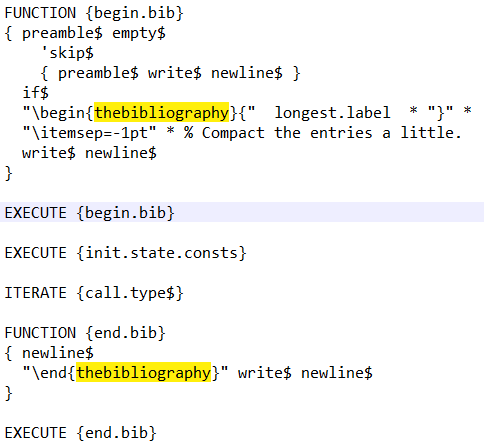 FUNCTION {begin.bib}
{ preamble$ empty$
    'skip$
    { preamble$ write$ newline$ }
  if$
  "\begin{thebibliography}{"  longest.label  * "}" *
  "\itemsep=-1pt" * % Compact the entries a little.
  write$ newline$
}

EXECUTE {begin.bib}

EXECUTE {init.state.consts}

ITERATE {call.type$}

FUNCTION {end.bib}
{ newline$
  "\end{thebibliography}" write$ newline$
}

EXECUTE {end.bib}